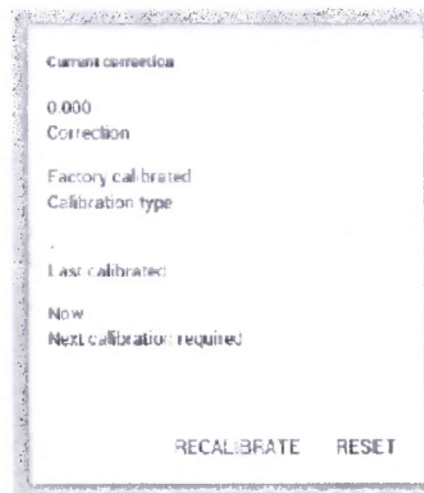 Current correction
0.000
Correction
Factory calibrated
Calibration type
-
Last calibrated
Now
Next calibration required
RECALIBRATE RESET